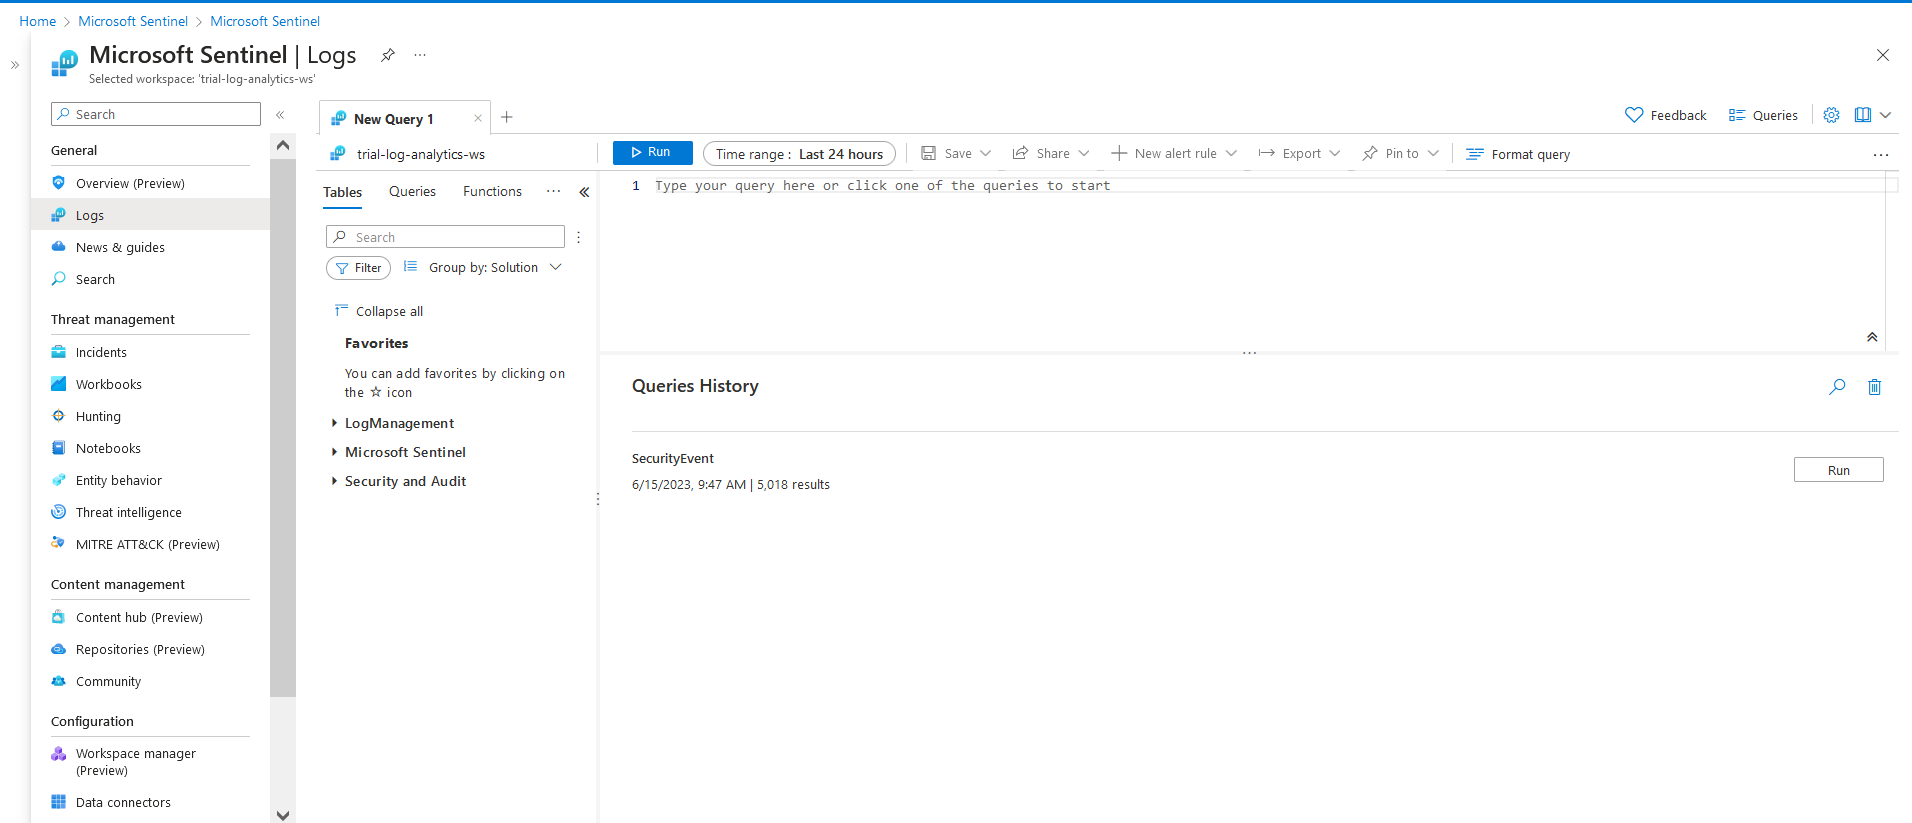 Home > Microsoft Sentinel > Microsoft Sentinel
Microsoft Sentinel | Logs
Selected workspace: 'trial-log-analytics-ws'
Search
General
Overview (Preview)
Logs
News & guides
Search
Threat management
Incidents
Workbooks
Hunting
Notebooks
Entity behavior
Threat intelligence
MITRE ATT&CK (Preview)
Content management
Content hub (Preview)
Repositories (Preview)
Community
Configuration
Workspace manager
(Preview)
Data connectors
New Query 1
Feedback
Queries
trial-log-analytics-ws
Run
Time range : Last 24 hours
Save
Share
New alert rule
Export
Pin to
Format query
Tables
Queries
Functions
Search
Filter
Group by: Solution
Collapse all
Favorites
You can add favorites by clicking on
the ☆ icon
LogManagement
Microsoft Sentinel
Security and Audit
1 Type your query here or click one of the queries to start
Queries History
SecurityEvent
6/15/2023, 9:47 AM | 5,018 results
Run